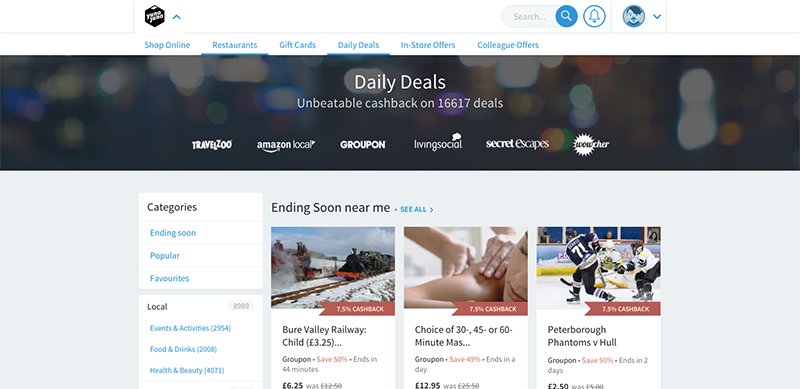 yuno
juno
Search...
Shop Online
Restaurants
Gift Cards
Daily Deals
In-Store Offers
Colleague Offers
Daily Deals
Unbeatable cashback on 16617 deals
TRAVELZOO
amazon local
GROUPON
livingsocial
secret escapes
wowcher
Categories
Ending soon
Popular
Favourites
Local
8989
Events & Activities (2954)
Food & Drinks (2008)
Health & Beauty (4071)
Ending Soon near me • SEE ALL >
7.5% CASHBACK
Bure Valley Railway:
Child (£3.25)...
Groupon • Save 50% • Ends in
44 minutes
£6.25 was £12.50
7.5% CASHBACK
Choice of 30-, 45- or 60-
Minute Mas...
Groupon • Save 49% • Ends in a
day
£12.95 was £25.50
7.5% CASHBACK
Peterborough
Phantoms v Hull
Groupon • Save 50% • Ends in 2
days
£2.50 was £5.00